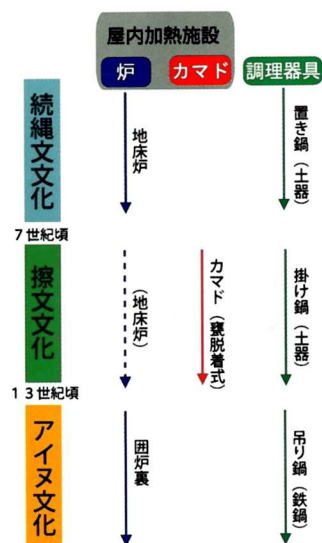 屋内加熱施設
炉
カマド
調理器具
続縄文文化
地床炉
置き鍋（土器）
7世紀頃
擦文文化
（地床炉）
カマド（甕脱着式）
掛け鍋（土器）
13世紀頃
アイヌ文化
囲炉裏
吊り鍋（鉄鍋）